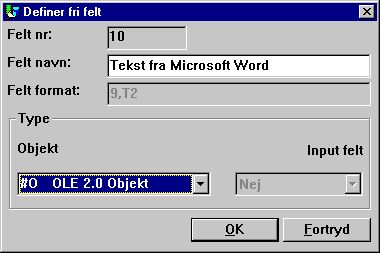 Definer fri felt
Felt nr: 10
Felt navn: Tekst fra Microsoft Word
Felt format: 9,T2
Type
Objekt Input felt
#O OLE 2.0 Objekt Nej
OK Fortryd